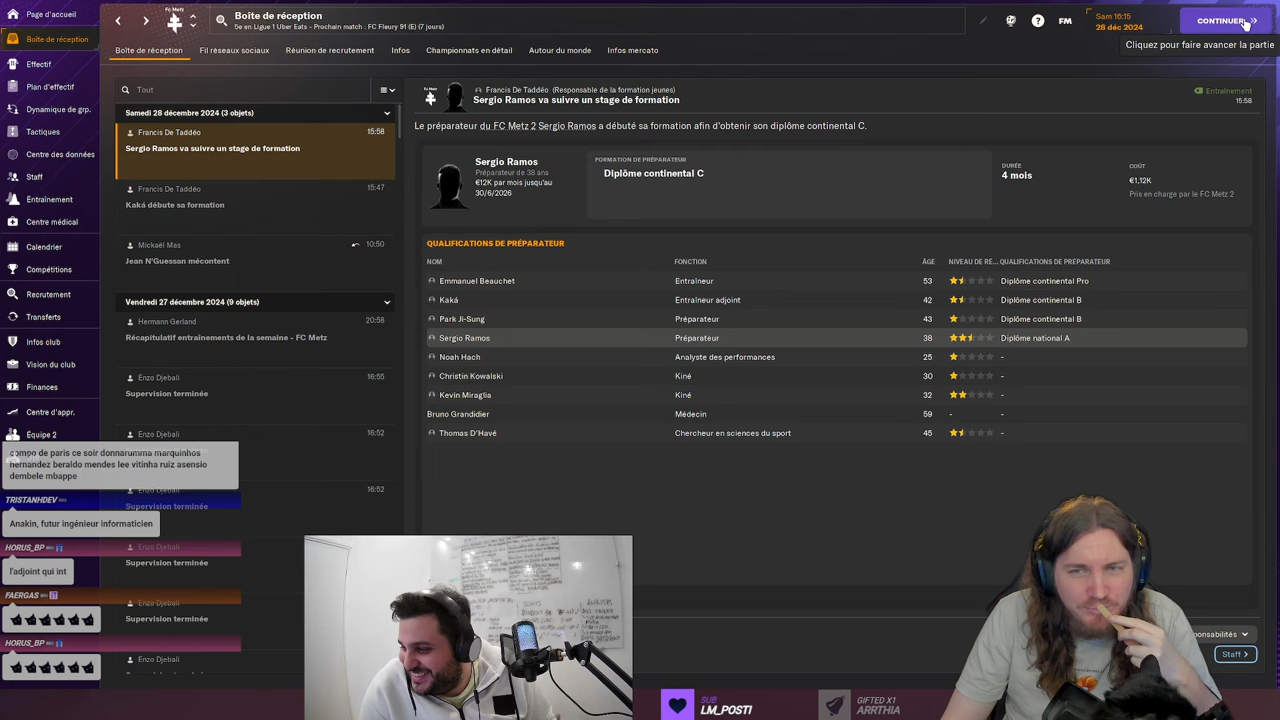 Page d'accueil
Boîte de réception
Effectif
Plan d'effectif
Dynamique de grp.
Tactiques
Centre des données
Staff
Entraînement
Centre médical
Calendrier
Compétitions
Recrutement
Transferts
Infos club
Vision du club
Finances
Centre d'appr.
Équipe 2
Fc Metz
Boîte de réception
5e en Ligue 1 Uber Eats - Prochain match : FC Fleury 91 (E) (7 jours)
FM
Sam 16:15
28 déc 2024
CONTINUER
Cliquez pour faire avancer la partie
Boîte de réception
Fil réseaux sociaux
Réunion de recrutement
Infos
Championnats en détail
Autour du monde
Infos mercato
Tout
Samedi 28 décembre 2024 (3 objets)
Francis De Taddéo 15:58
Sergio Ramos va suivre un stage de formation
Francis De Taddéo 15:47
Kaká débute sa formation
Mickaël Mas 10:50
Jean N'Guessan mécontent
Vendredi 27 décembre 2024 (9 objets)
Hermann Gerland 20:58
Récapitulatif entraînements de la semaine - FC Metz
Enzo Djebali 16:55
Supervision terminée
Enzo Djebali 16:52
Enzo Djebali 16:52
Supervision terminée
Enzo Djebali
Supervision terminée
Enzo Djebali
Supervision terminée
Enzo Djebali
Francis De Taddéo (Responsable de la formation jeunes)
Sergio Ramos va suivre un stage de formation
Entraînement
15:58
Le préparateur du FC Metz 2 Sergio Ramos a débuté sa formation afin d'obtenir son diplôme continental C.
Sergio Ramos
Préparateur de 38 ans
€12K par mois jusqu'au
30/6/2026
FORMATION DE PRÉPARATEUR
Diplôme continental C
DURÉE
4 mois
COÛT
€1,12K
Pris en charge par le FC Metz 2
QUALIFICATIONS DE PRÉPARATEUR
NOM FONCTION ÂGE NIVEAU DE RÉ... QUALIFICATIONS DE PRÉPARATEUR
Emmanuel Beauchet Entraîneur 53 Diplôme continental Pro
Kaká Entraîneur adjoint 42 Diplôme continental B
Park Ji-Sung Préparateur 43 Diplôme continental B
Sergio Ramos Préparateur 38 Diplôme national A
Noah Hach Analyste des performances 25 -
Christin Kowalski Kiné 30 -
Kevin Miraglia Kiné 32 -
Bruno Grandidier Médecin 59 - -
Thomas D'Havé Chercheur en sciences du sport 45 -
Staff
compo de paris ce soir donnarumma marquinhos
hernandez beraldo mendes lee vitinha ruiz asensio
dembele mbappe
TRISTANHDEV
Anakin, futur ingénieur informaticien
HORUS_BP
l'adjoint qui int
FAERGAS
HORUS_BP
SUB
LM_POSTI
GIFTED X1
ARRTHIA